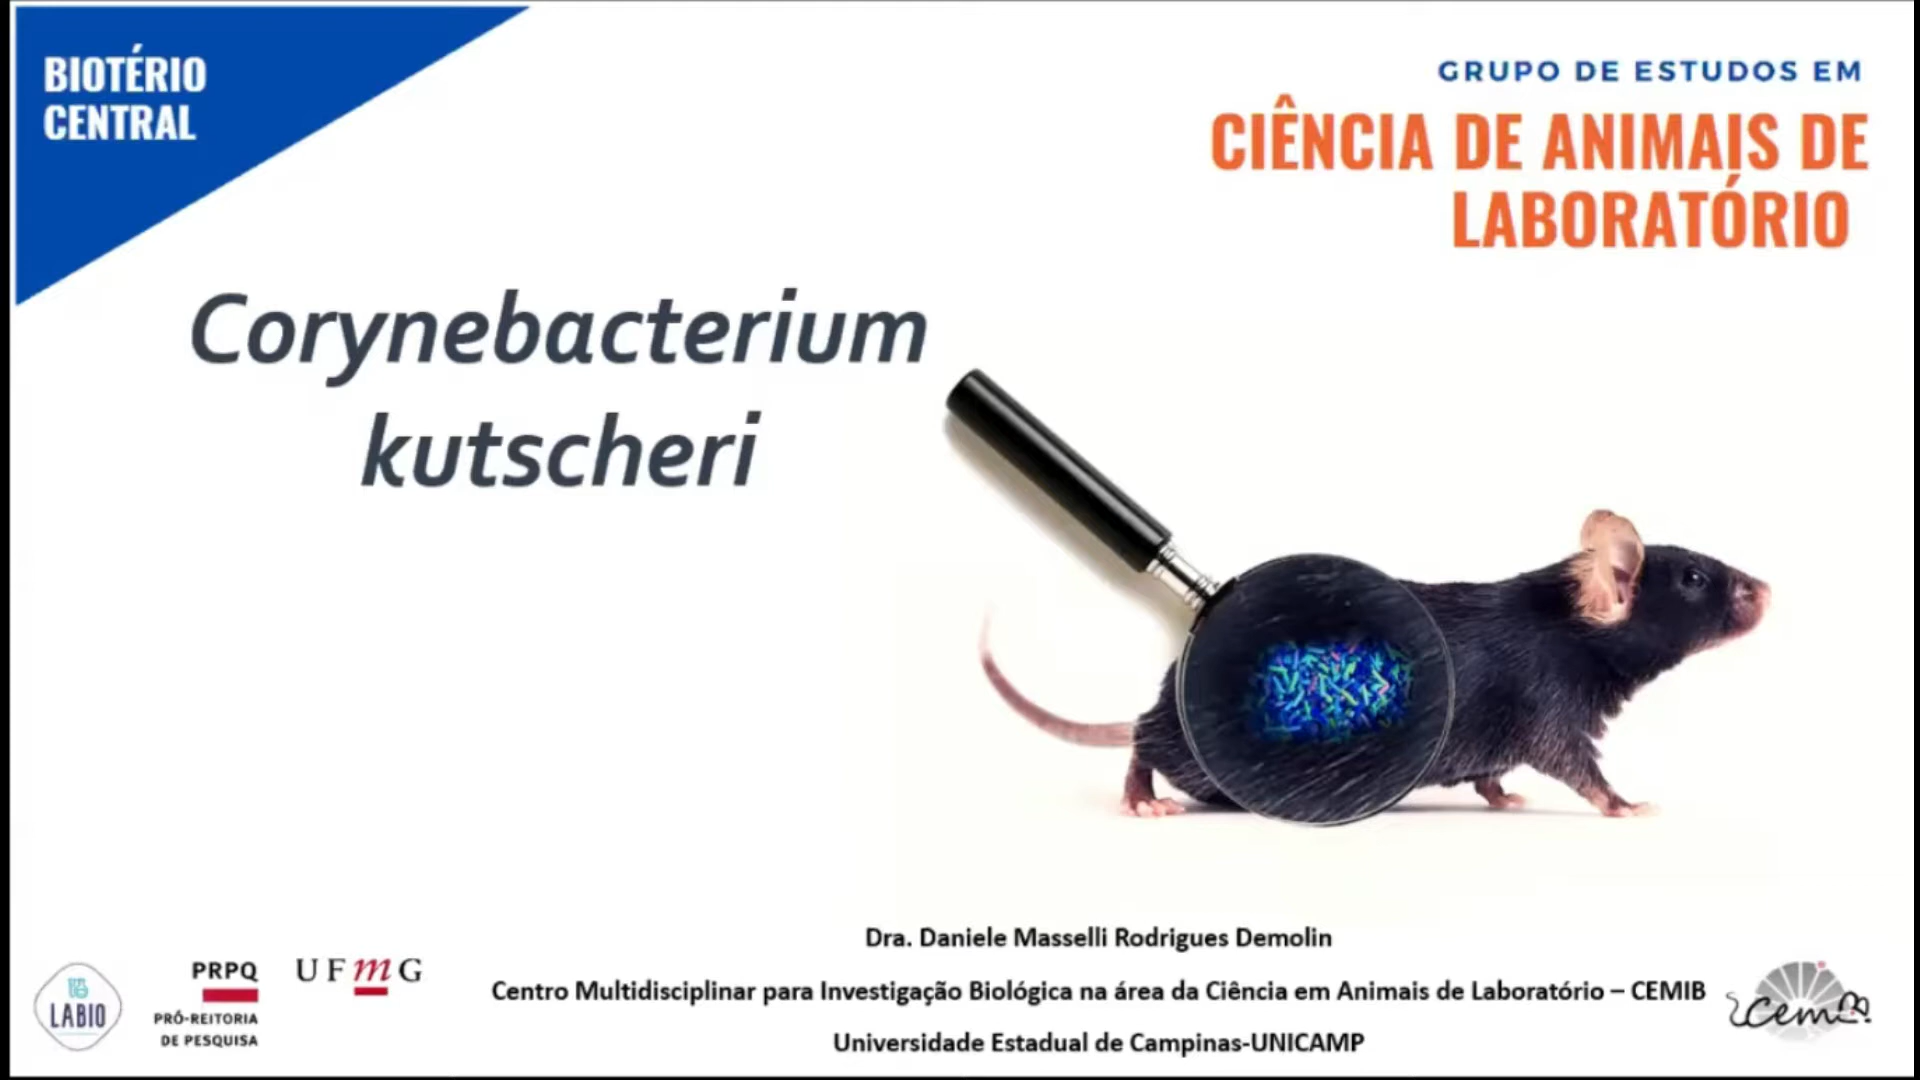 BIOTÉRIO
CENTRAL
GRUPO DE ESTUDOS EM
CIÊNCIA DE ANIMAIS DE
LABORATÓRIO
Corynebacterium
kutscheri
Dra. Daniele Masselli Rodrigues Demolin
Centro Multidisciplinar para Investigação Biológica na área da Ciência em Animais de Laboratório – CEMIB
Universidade Estadual de Campinas-UNICAMP
LABIO
PRPQ
PRÓ-REITORIA
DE PESQUISA
UFmG
Cemib